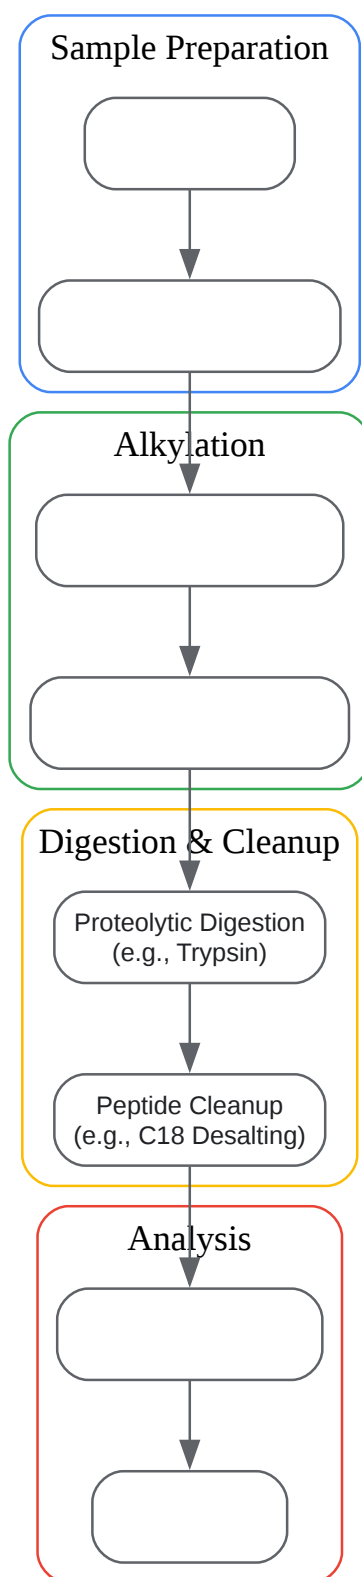 Sample Preparation
Alkylation
Digestion & Cleanup
Proteolytic Digestion
(e.g., Trypsin)
Peptide Cleanup
(e.g., C18 Desalting)
Analysis